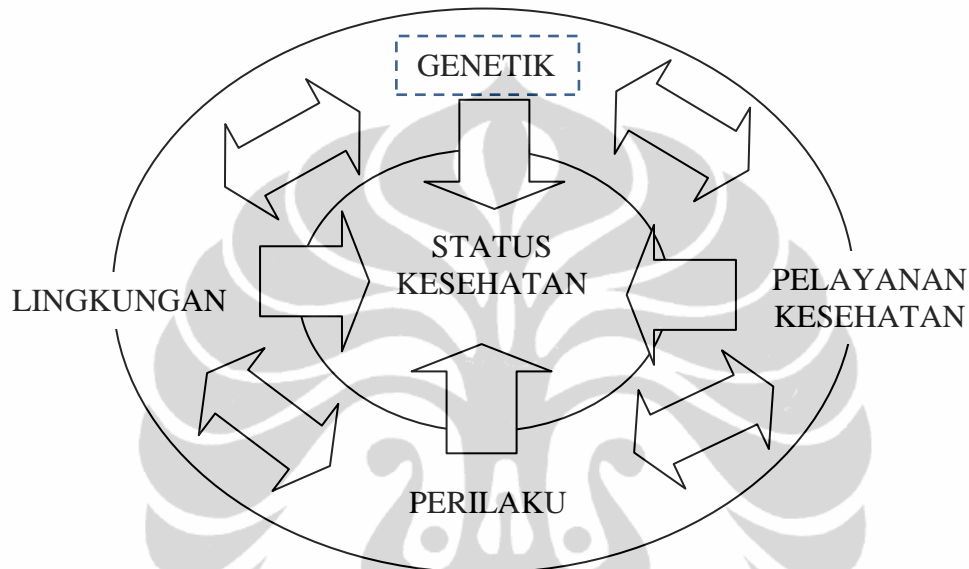 GENETIK
STATUS
KESEHATAN
LINGKUNGAN
PELAYANAN
KESEHATAN
PERILAKU